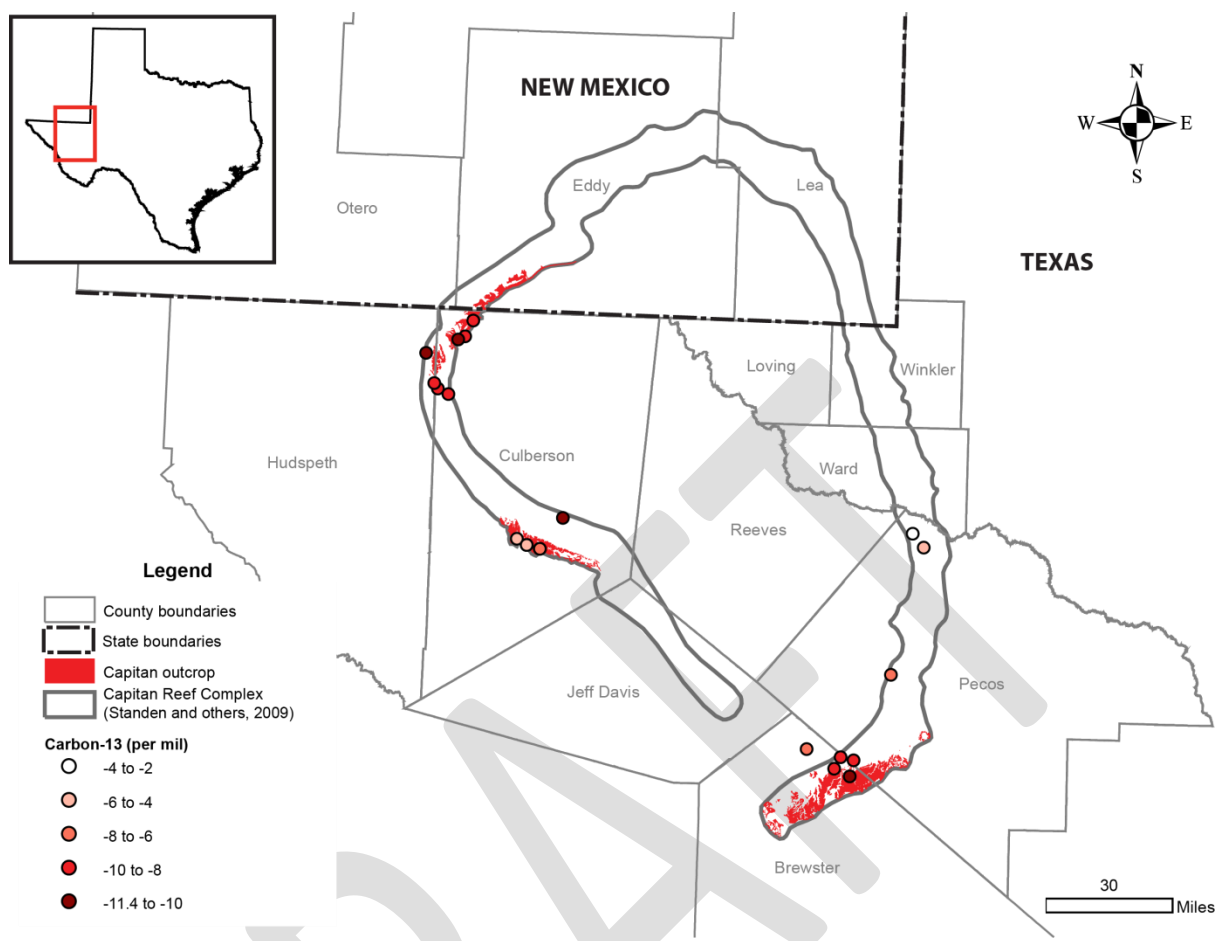 NEW MEXICO
N
W E
S
Eddy
Lea
Otero
TEXAS
Loving
Winkler
Culberson
Hudspeth
Ward
Reeves
Legend
County boundaries
State boundaries
Capitan outcrop
Capitan Reef Complex
(Standen and others, 2009)
Jeff Davis
Pecos
Carbon-13 (per mil)
-4 to -2
-6 to -4
-8 to -6
-10 to -8
-11.4 to -10
Brewster
30
Miles
DRAFT